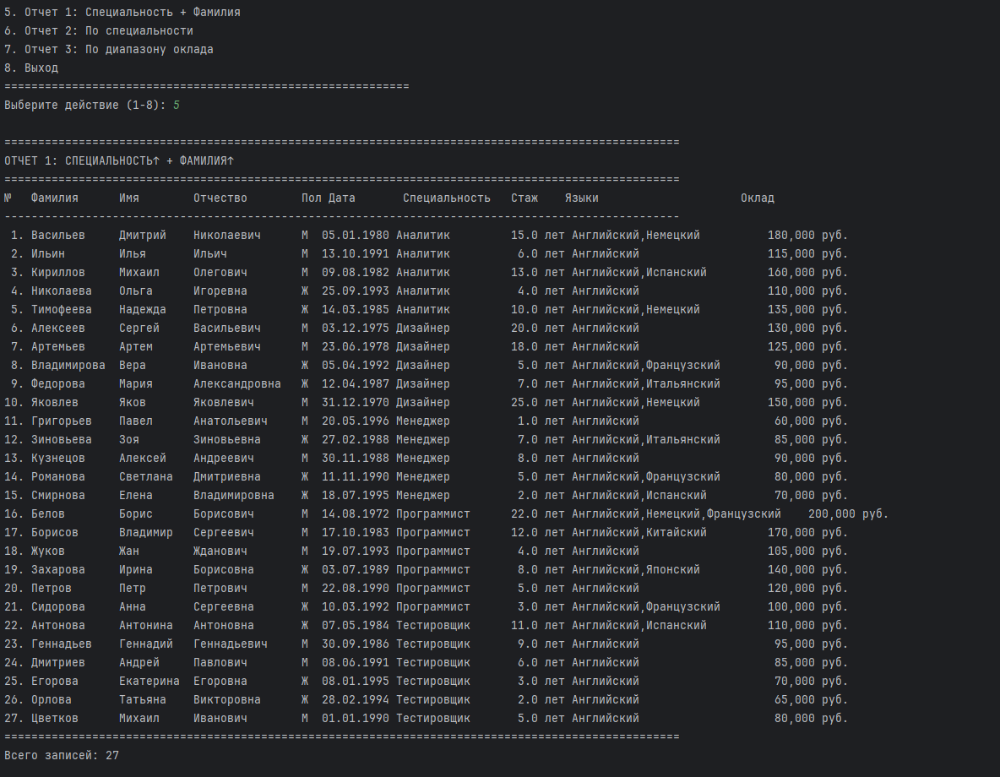 5. Отчет 1: Специальность + Фамилия
6. Отчет 2: По специальности
7. Отчет 3: По диапазону оклада
8. Выход
============================================================
Выберите действие (1-8): 5
====================================================================================================
ОТЧЕТ 1: СПЕЦИАЛЬНОСТЬ↑ + ФАМИЛИЯ↑
====================================================================================================
№   Фамилия      Имя        Отчество        Пол Дата       Специальность   Стаж    Языки                     Оклад
----------------------------------------------------------------------------------------------------
 1. Васильев     Дмитрий    Николаевич      М  05.01.1980 Аналитик         15.0 лет Английский,Немецкий          180,000 руб.
 2. Ильин        Илья       Ильич           М  13.10.1991 Аналитик          6.0 лет Английский                   115,000 руб.
 3. Кириллов     Михаил     Олегович        М  09.08.1982 Аналитик         13.0 лет Английский,Испанский         160,000 руб.
 4. Николаева    Ольга      Игоревна        Ж  25.09.1993 Аналитик          4.0 лет Английский                   110,000 руб.
 5. Тимофеева    Надежда    Петровна        Ж  14.03.1985 Аналитик         10.0 лет Английский,Немецкий          135,000 руб.
 6. Алексеев     Сергей     Васильевич      М  03.12.1975 Дизайнер         20.0 лет Английский                   130,000 руб.
 7. Артемьев     Артем      Артемьевич      М  23.06.1978 Дизайнер         18.0 лет Английский                   125,000 руб.
 8. Владимирова  Вера       Ивановна        Ж  05.04.1992 Дизайнер          5.0 лет Английский,Французский        90,000 руб.
 9. Федорова     Мария      Александровна   Ж  12.04.1987 Дизайнер          7.0 лет Английский,Итальянский        95,000 руб.
10. Яковлев      Яков       Яковлевич       М  31.12.1970 Дизайнер         25.0 лет Английский,Немецкий          150,000 руб.
11. Григорьев    Павел      Анатольевич     М  20.05.1996 Менеджер          1.0 лет Английский                    60,000 руб.
12. Зиновьева    Зоя        Зиновьевна      Ж  27.02.1988 Менеджер          7.0 лет Английский,Итальянский        85,000 руб.
13. Кузнецов     Алексей    Андреевич       М  30.11.1988 Менеджер          8.0 лет Английский                    90,000 руб.
14. Романова     Светлана   Дмитриевна      Ж  11.11.1990 Менеджер          5.0 лет Английский,Французский        80,000 руб.
15. Смирнова     Елена      Владимировна    Ж  18.07.1995 Менеджер          2.0 лет Английский,Испанский          70,000 руб.
16. Белов        Борис      Борисович       М  14.08.1972 Программист      22.0 лет Английский,Немецкий,Французский    200,000 руб.
17. Борисов      Владимир   Сергеевич       М  17.10.1983 Программист      12.0 лет Английский,Китайский         170,000 руб.
18. Жуков        Жан        Жданович        М  19.07.1993 Программист       4.0 лет Английский                   105,000 руб.
19. Захарова     Ирина      Борисовна       Ж  03.07.1989 Программист       8.0 лет Английский,Японский          140,000 руб.
20. Петров       Петр       Петрович        М  22.08.1990 Программист       5.0 лет Английский                   120,000 руб.
21. Сидорова     Анна       Сергеевна       Ж  10.03.1992 Программист       3.0 лет Английский,Французский       100,000 руб.
22. Антонова     Антонина   Антоновна       Ж  07.05.1984 Тестировщик      11.0 лет Английский,Испанский         110,000 руб.
23. Геннадьев    Геннадий   Геннадьевич     М  30.09.1986 Тестировщик       9.0 лет Английский                    95,000 руб.
24. Дмитриев     Андрей     Павлович        М  08.06.1991 Тестировщик       6.0 лет Английский                    85,000 руб.
25. Егорова      Екатерина  Егоровна        Ж  08.01.1995 Тестировщик       3.0 лет Английский                    70,000 руб.
26. Орлова       Татьяна    Викторовна      Ж  28.02.1994 Тестировщик       2.0 лет Английский                    65,000 руб.
27. Цветков      Михаил     Иванович        М  01.01.1990 Тестировщик       5.0 лет Английский                    80,000 руб.
====================================================================================================
Всего записей: 27